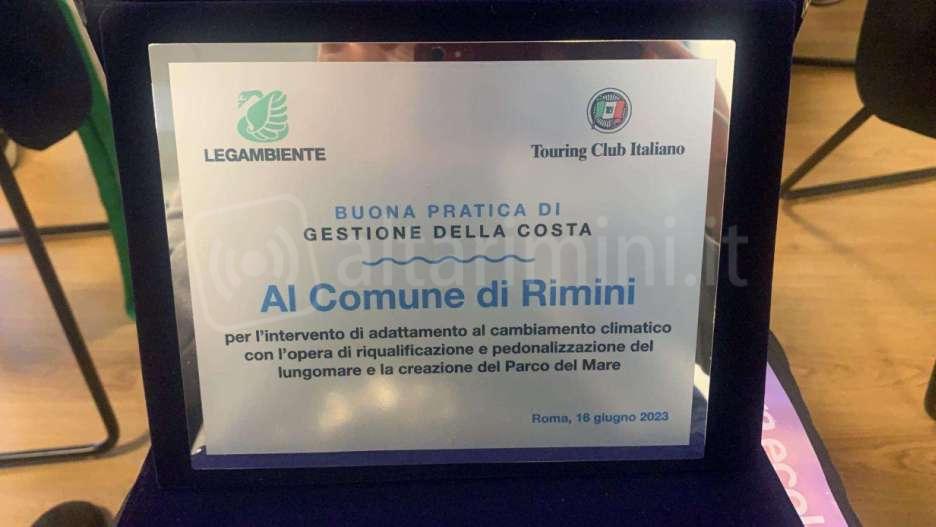 LEGAMBIENTE
Touring Club Italiano
BUONA PRATICA DI
GESTIONE DELLA COSTA
altarimini.it
Al Comune di Rimini
per l'intervento di adattamento al cambiamento climatico
con l'opera di riqualificazione e pedonalizzazione del
lungomare e la creazione del Parco del Mare
Roma, 16 giugno 2023